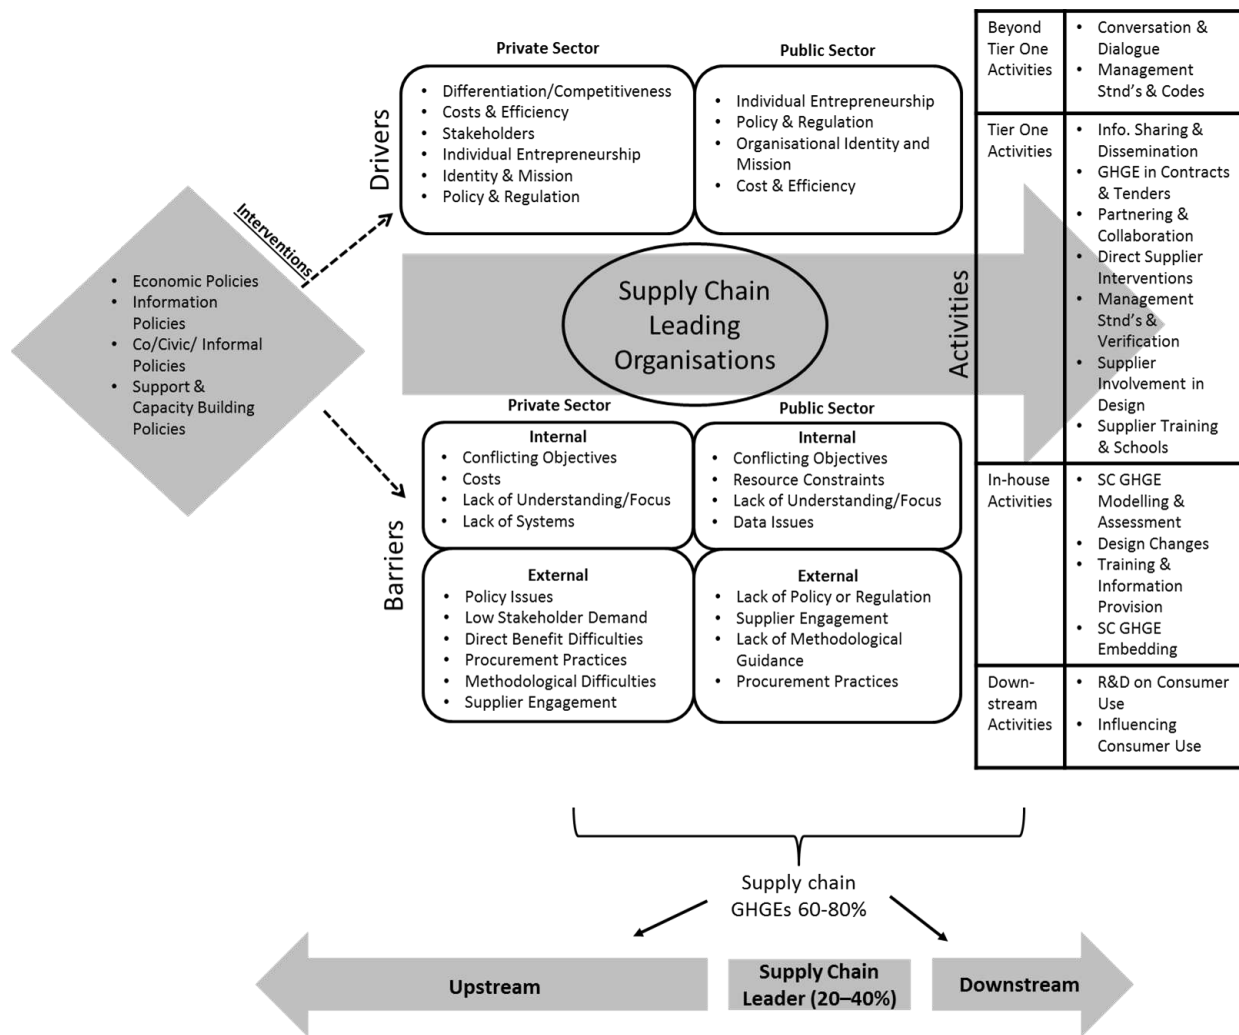 Interventions
• Economic Policies
• Information
Policies
• Co/Civic/ Informal
Policies
• Support &
Capacity Building
Policies
Drivers
Private Sector
• Differentiation/Competitiveness
• Costs & Efficiency
• Stakeholders
• Individual Entrepreneurship
• Identity & Mission
• Policy & Regulation
Public Sector
• Individual Entrepreneurship
• Policy & Regulation
• Organisational Identity and
Mission
• Cost & Efficiency
Supply Chain
Leading
Organisations
Barriers
Private Sector
Internal
• Conflicting Objectives
• Costs
• Lack of Understanding/Focus
• Lack of Systems
External
• Policy Issues
• Low Stakeholder Demand
• Direct Benefit Difficulties
• Procurement Practices
• Methodological Difficulties
• Supplier Engagement
Public Sector
Internal
• Conflicting Objectives
• Resource Constraints
• Lack of Understanding/Focus
• Data Issues
External
• Lack of Policy or Regulation
• Supplier Engagement
• Lack of Methodological
Guidance
• Procurement Practices
Activities
Beyond
Tier One
Activities
• Conversation &
Dialogue
• Management
Stnd's & Codes
Tier One
Activities
• Info. Sharing &
Dissemination
• GHGE in Contracts
& Tenders
• Partnering &
Collaboration
• Direct Supplier
Interventions
• Management
Stnd's &
Verification
• Supplier
Involvement in
Design
• Supplier Training
& Schools
In-house
Activities
• SC GHGE
Modelling &
Assessment
• Design Changes
• Training &
Information
Provision
• SC GHGE
Embedding
Down-
stream
Activities
• R&D on Consumer
Use
• Influencing
Consumer Use
Supply chain
GHGEs 60-80%
Upstream
Supply Chain
Leader (20–40%)
Downstream